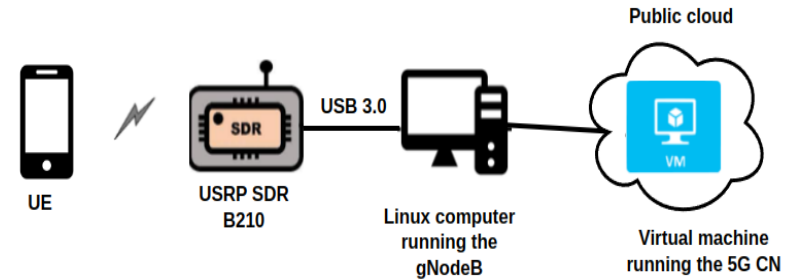 Public cloud
USB 3.0
SDR
VM
UE
USRP SDR
B210
Linux computer
running the
gNodeB
Virtual machine
running the 5G CN